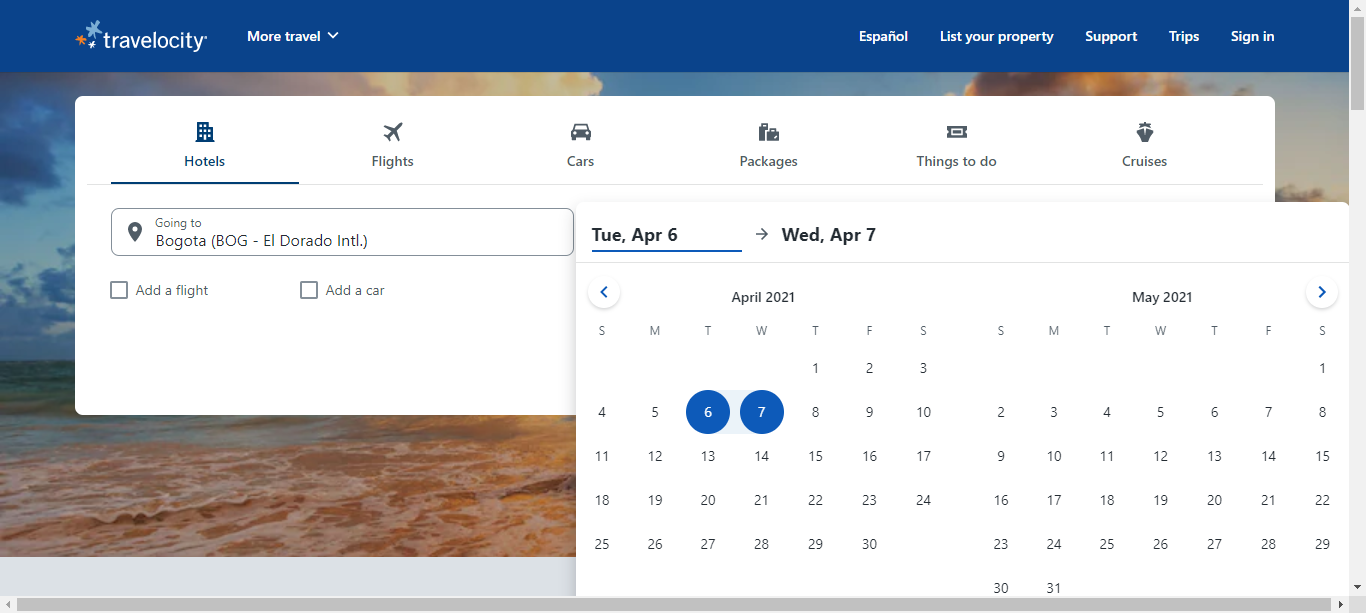 travelocity
More travel
Español
List your property
Support
Trips
Sign in
Hotels
Flights
Cars
Packages
Things to do
Cruises
Going to
Bogota (BOG - El Dorado Intl.)
Add a flight
Add a car
Tue, Apr 6
Wed, Apr 7
April 2021
S M T W T F S
1 2 3
4 5 6 7 8 9 10
11 12 13 14 15 16 17
18 19 20 21 22 23 24
25 26 27 28 29 30
May 2021
S M T W T F S
1
2 3 4 5 6 7 8
9 10 11 12 13 14 15
16 17 18 19 20 21 22
23 24 25 26 27 28 29
30 31